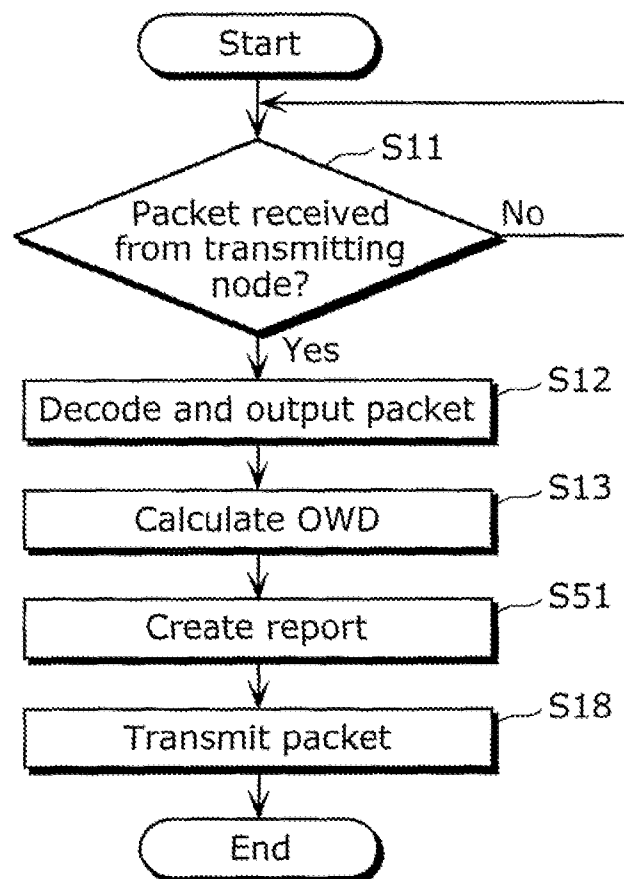 Start
S11
Packet received
from transmitting
node?
No
Yes
S12
Decode and output packet
S13
Calculate OWD
S51
Create report
S18
Transmit packet
End